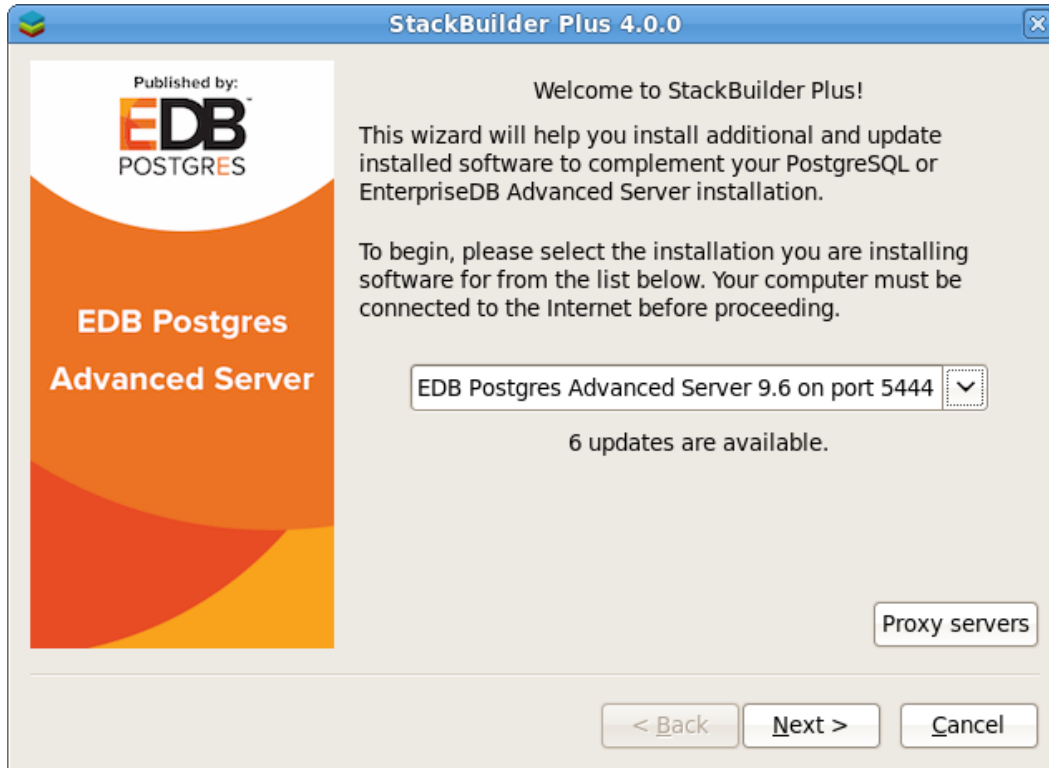 StackBuilder Plus 4.0.0
Published by:
EDB™
POSTGRES
EDB Postgres
Advanced Server
Welcome to StackBuilder Plus!
This wizard will help you install additional and update
installed software to complement your PostgreSQL or
EnterpriseDB Advanced Server installation.
To begin, please select the installation you are installing
software for from the list below. Your computer must be
connected to the Internet before proceeding.
EDB Postgres Advanced Server 9.6 on port 5444
6 updates are available.
Proxy servers
< Back
Next >
Cancel